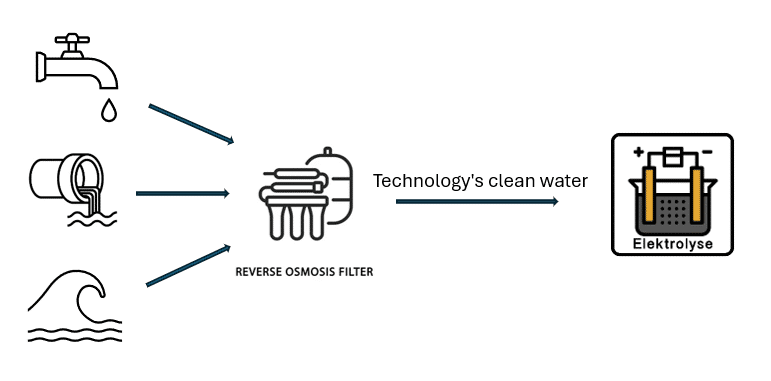 Technology's clean water
REVERSE OSMOSIS FILTER
+ −
Elektrolyse